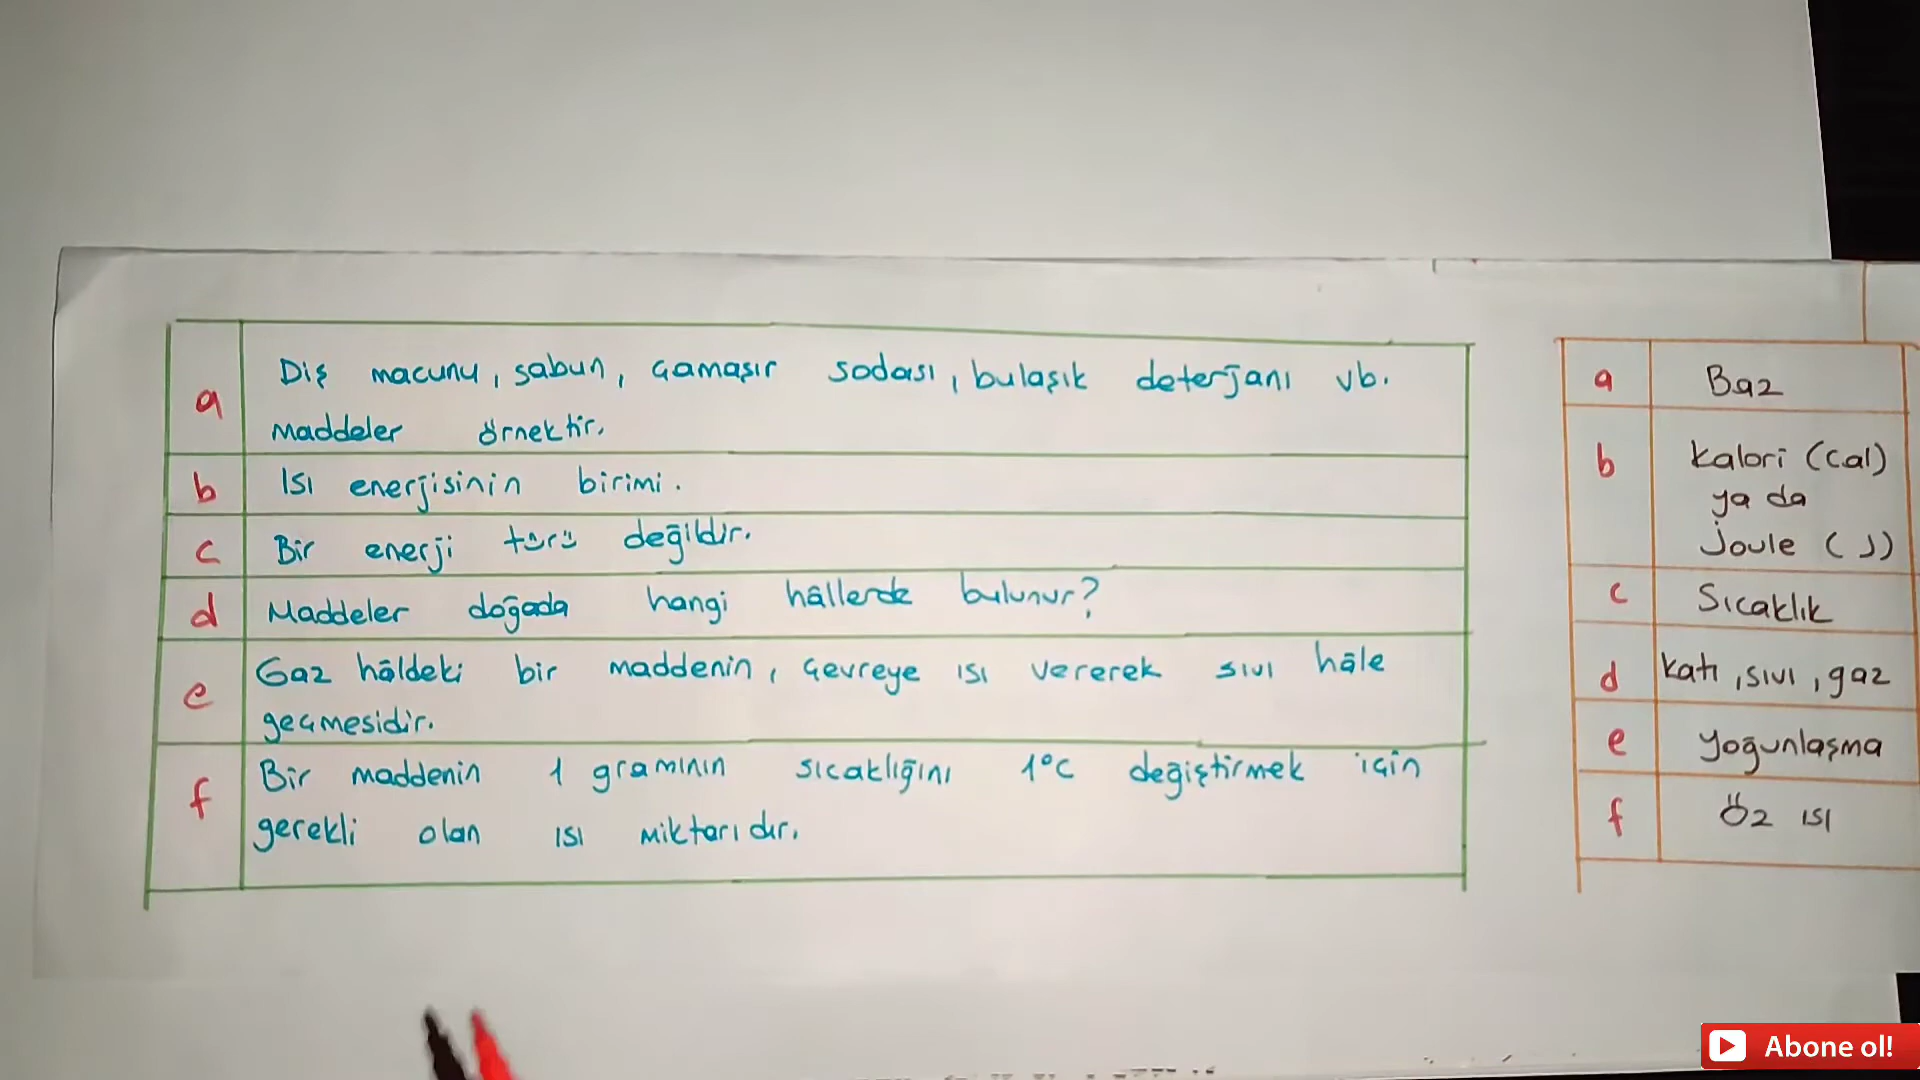 a
Diş macunu, sabun, çamaşır sodası, bulaşık deterjanı vb.
maddeler örnektir.
b
Isı enerjisinin birimi.
c
Bir enerji türü değildir.
d
Maddeler doğada hangi hâllerde bulunur?
e
Gaz hâldeki bir maddenin, çevreye ısı vererek sıvı hâle
geçmesidir.
f
Bir maddenin 1 gramının sıcaklığını 1°C değiştirmek için
gerekli olan ısı miktarıdır.
a
Baz
b
kalori (cal)
ya da
Joule (J)
c
Sıcaklık
d
katı, sıvı, gaz
e
yoğunlaşma
f
Öz ısı
Abone ol!